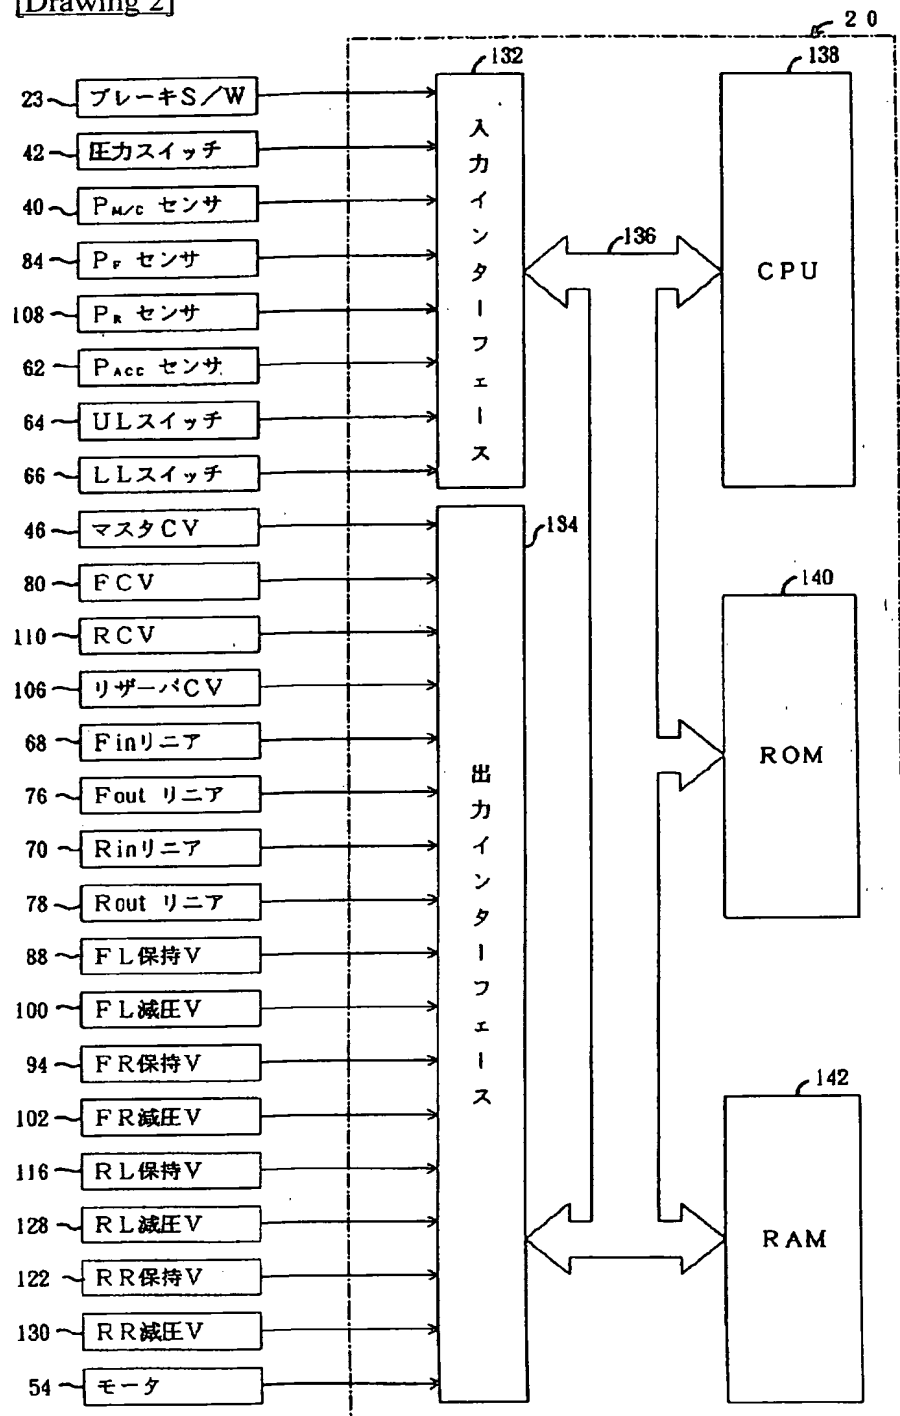 [Drawing 2]
20
132
138
23 ブレーキS/W
42 圧力スイッチ
40 PM/C センサ
84 PF センサ
108 PR センサ
62 PACC センサ
64 ULスイッチ
66 LLスイッチ
入力インターフェース
136
CPU
46 マスタCV
80 FCV
110 RCV
106 リザーバCV
68 Finリニア
76 Fout リニア
70 Rinリニア
78 Rout リニア
88 FL保持V
100 FL減圧V
94 FR保持V
102 FR減圧V
116 RL保持V
128 RL減圧V
122 RR保持V
130 RR減圧V
54 モータ
134
出力インターフェース
140
ROM
142
RAM